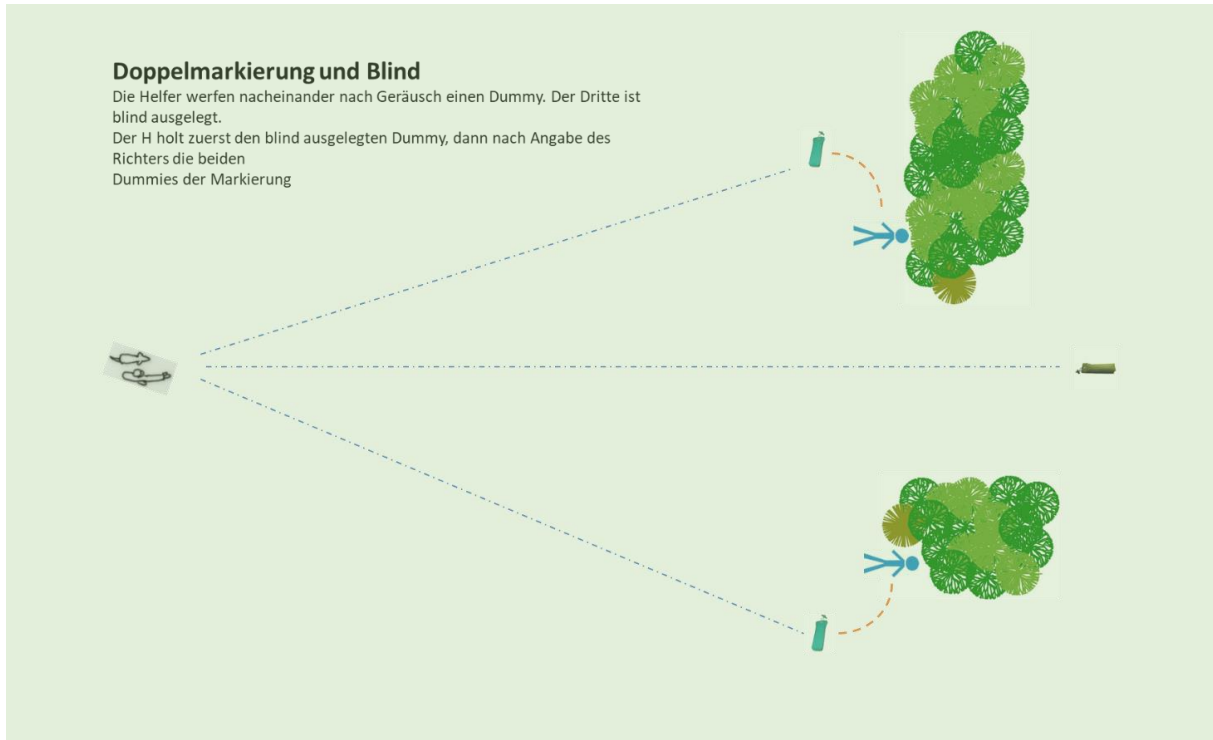 Doppelmarkierung und Blind
Die Helfer werfen nacheinander nach Geräusch einen Dummy. Der Dritte ist
blind ausgelegt.
Der H holt zuerst den blind ausgelegten Dummy, dann nach Angabe des
Richters die beiden
Dummies der Markierung